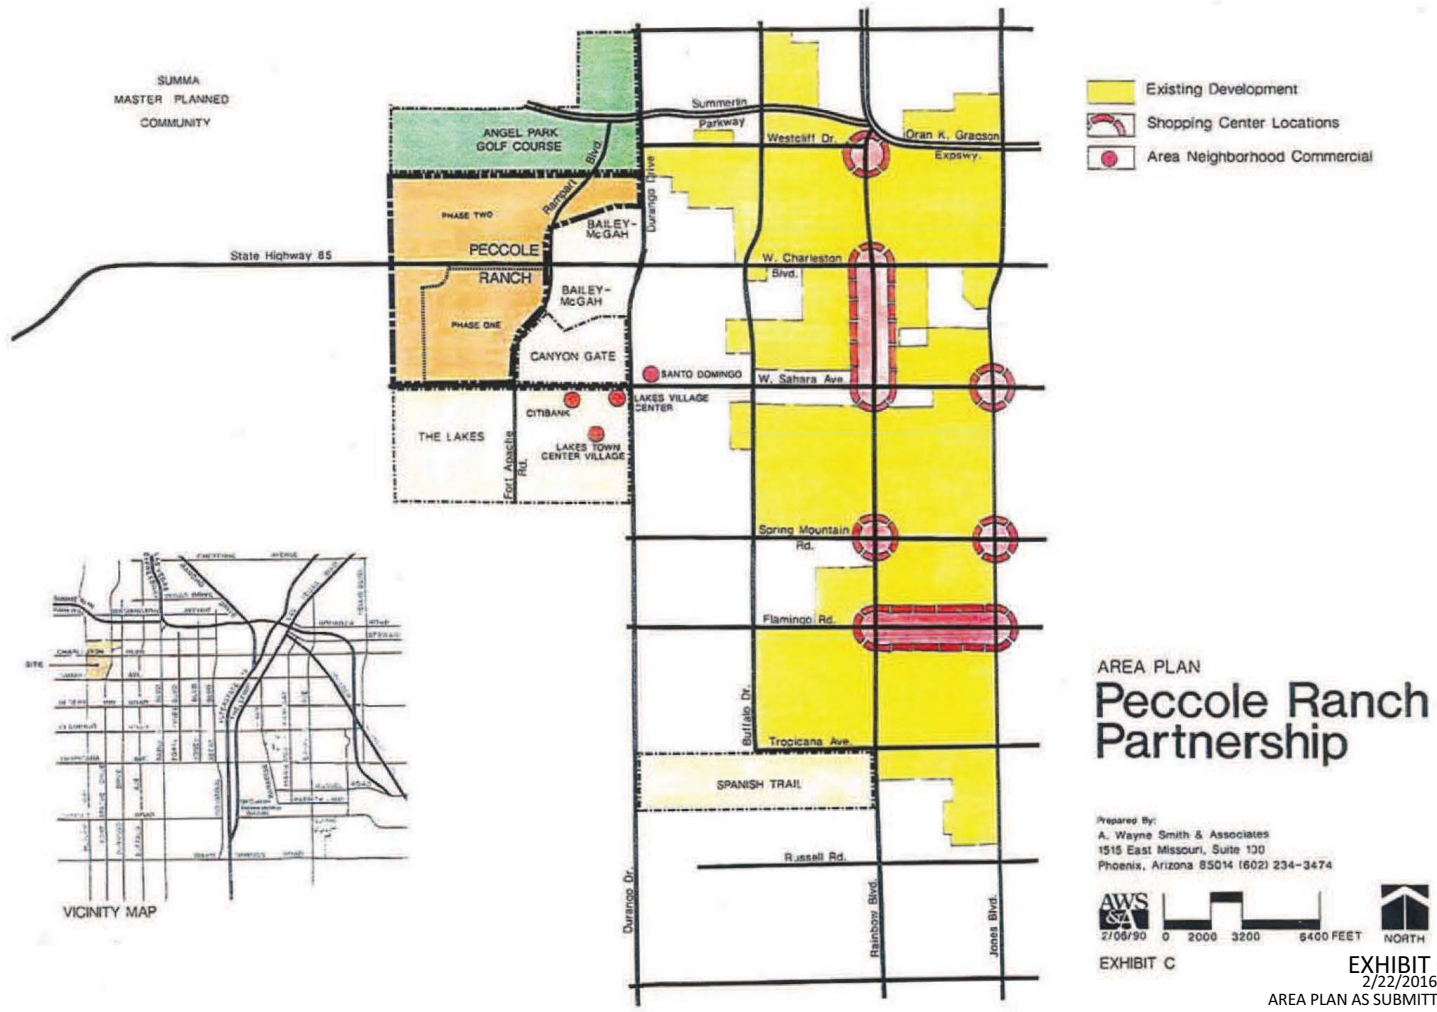 SUMMA
MASTER PLANNED
COMMUNITY
Existing Development
Shopping Center Locations
Area Neighborhood Commercial
Summerlin
Parkway
Westcliff Dr.
Oran K. Gragson
Expswy.
ANGEL PARK
GOLF COURSE
Rampart Blvd.
Durango Drive
PHASE TWO
BAILEY-
McGAH
State Highway 85
PECCOLE
RANCH
W. Charleston
Blvd.
BAILEY-
McGAH
PHASE ONE
CANYON GATE
SANTO DOMINGO
W. Sahara Ave.
CITIBANK
LAKES VILLAGE
CENTER
THE LAKES
LAKES TOWN
CENTER VILLAGE
Fort Apache
Rd.
Spring Mountain
Rd.
Flamingo Rd.
Buffalo Dr.
Tropicana Ave.
SPANISH TRAIL
Russell Rd.
Durango Dr.
Rainbow Blvd.
Jones Blvd.
CHEYENNE AVENUE
SITE
VICINITY MAP
AREA PLAN
Peccole Ranch
Partnership
Prepared By:
A. Wayne Smith & Associates
1515 East Missouri, Suite 130
Phoenix, Arizona 85014 (602) 234-3474
AWS
&A
2/06/90
0 2000 3200 6400 FEET
NORTH
EXHIBIT C
EXHIBIT
2/22/2016
AREA PLAN AS SUBMITT